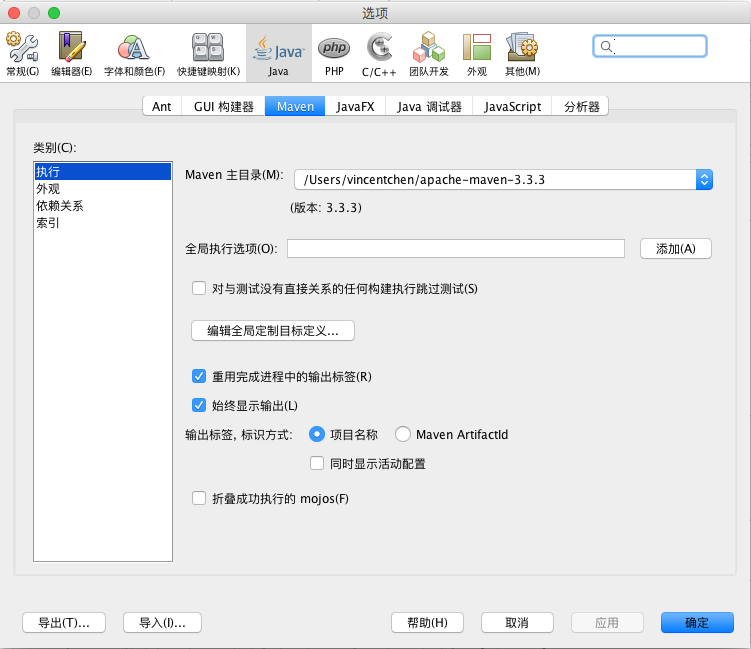 选项
常规(G) 编辑器(E) 字体和颜色(F) 快捷键映射(K) Java Java php PHP C/C++ 团队开发 外观 其他(M)
Ant GUI 构建器 Maven JavaFX Java 调试器 JavaScript 分析器
类别(C):
执行
外观
依赖关系
索引
Maven 主目录(M): /Users/vincentchen/apache-maven-3.3.3
(版本: 3.3.3)
全局执行选项(O): 添加(A)
对与测试没有直接关系的任何构建执行跳过测试(S)
编辑全局定制目标定义...
重用完成进程中的输出标签(R)
始终显示输出(L)
输出标签, 标识方式: 项目名称 Maven ArtifactId
同时显示活动配置
折叠成功执行的 mojos(F)
导出(T)... 导入(I)... 帮助(H) 取消 应用 确定